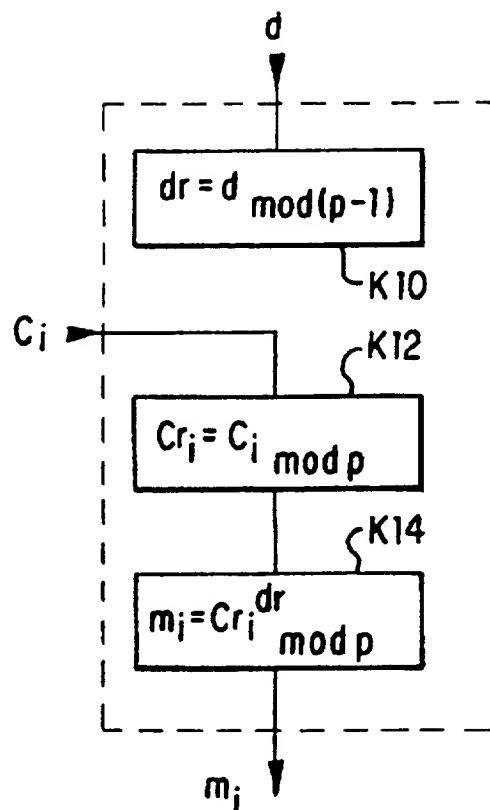 d
dr = d mod(p-1)
K10
Ci
K12
Cri = Ci mod p
K14
mi = Cri^dr mod p
mi